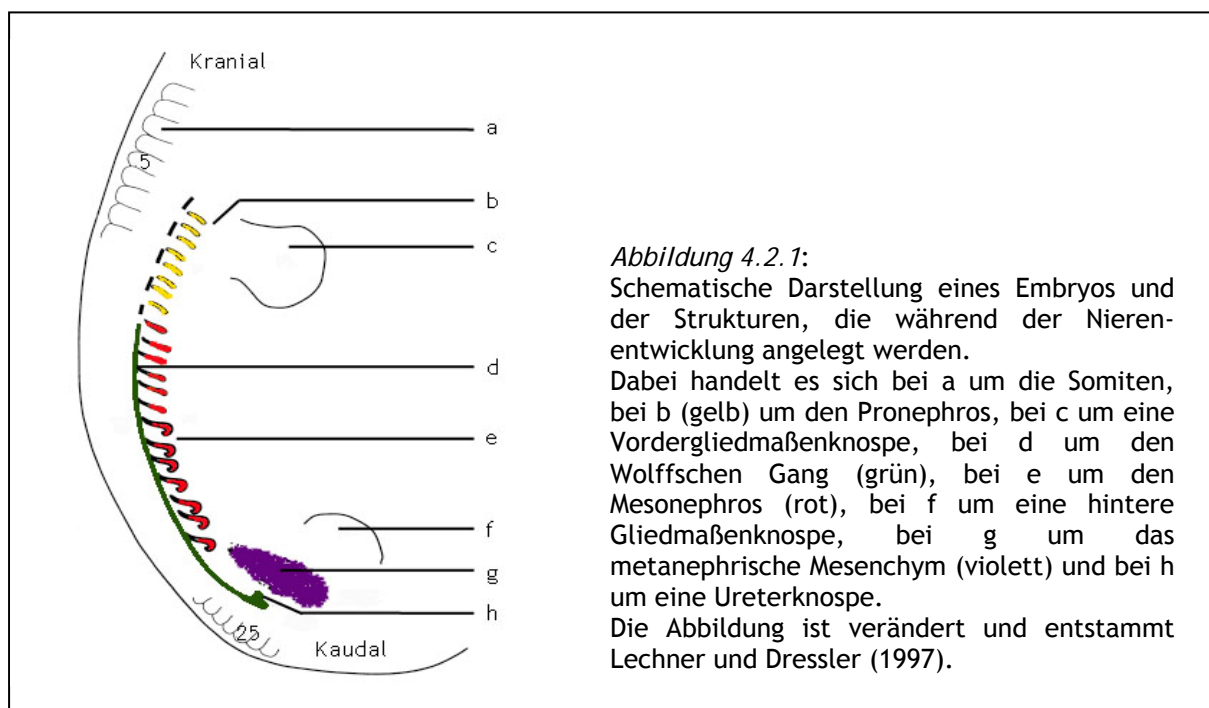 Kranial
a
5
b
c
d
e
f
g
h
25
Kaudal
Abbildung 4.2.1:
Schematische Darstellung eines Embryos und
der Strukturen, die während der Nieren-
entwicklung angelegt werden.
Dabei handelt es sich bei a um die Somiten,
bei b (gelb) um den Pronephros, bei c um eine
Vordergliedmaßenknospe, bei d um den
Wolffschen Gang (grün), bei e um den
Mesonephros (rot), bei f um eine hintere
Gliedmaßenknospe, bei g um das
metanephrische Mesenchym (violett) und bei h
um eine Ureterknospe.
Die Abbildung ist verändert und entstammt
Lechner und Dressler (1997).